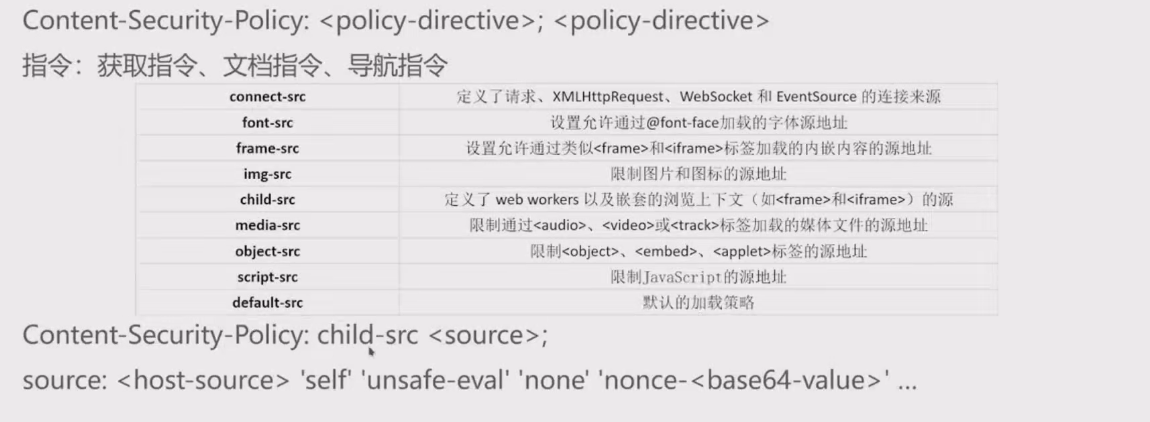 Content-Security-Policy: <policy-directive>; <policy-directive>
指令：获取指令、文档指令、导航指令
connect-src 定义了请求、XMLHttpRequest、WebSocket 和 EventSource 的连接来源
font-src 设置允许通过@font-face加载的字体源地址
frame-src 设置允许通过类似<frame>和<iframe>标签加载的内嵌内容的源地址
img-src 限制图片和图标的源地址
child-src 定义了 web workers 以及嵌套的浏览上下文（如<frame>和<iframe>）的源
media-src 限制通过<audio>、<video>或<track>标签加载的媒体文件的源地址
object-src 限制<object>、<embed>、<applet>标签的源地址
script-src 限制JavaScript的源地址
default-src 默认的加载策略
Content-Security-Policy: child-src <source>;
source: <host-source> 'self' 'unsafe-eval' 'none' 'nonce-<base64-value>' ...